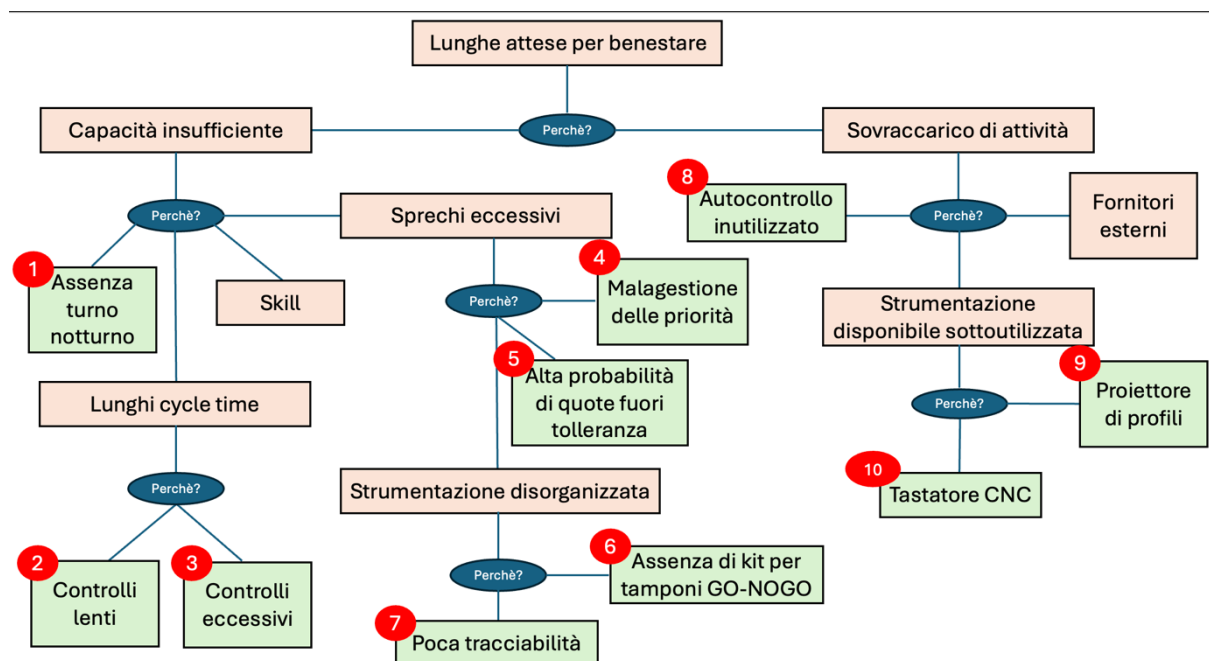 Lunghe attese per benestare
Perchè?
Capacità insufficiente
Sovraccarico di attività
Perchè?
Sprechi eccessivi
8
Autocontrollo
inutilizzato
Perchè?
Fornitori
esterni
1
Assenza
turno
notturno
Skill
Perchè?
4
Malagestione
delle priorità
Strumentazione
disponibile sottoutilizzata
5
Alta probabilità
di quote fuori
tolleranza
Lunghi cycle time
Perchè?
9
Proiettore
di profili
Perchè?
Strumentazione disorganizzata
10
Tastatore CNC
2
Controlli
lenti
3
Controlli
eccessivi
Perchè?
6
Assenza di kit per
tamponi GO-NOGO
7
Poca tracciabilità